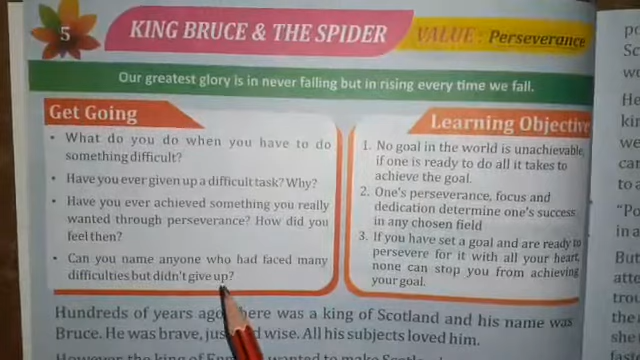 5
KING BRUCE & THE SPIDER
VALUE : Perseverance
Our greatest glory is in never falling but in rising every time we fall.
Get Going
• What do you do when you have to do
something difficult?
• Have you ever given up a difficult task? Why?
• Have you ever achieved something you really
wanted through perseverance? How did you
feel then?
• Can you name anyone who had faced many
difficulties but didn't give up?
Learning Objective
1. No goal in the world is unachievable,
if one is ready to do all it takes to
achieve the goal.
2. One's perseverance, focus and
dedication determine one's success
in any chosen field
3. If you have set a goal and are ready to
persevere for it with all your heart,
none can stop you from achieving
your goal.
Hundreds of years ago there was a king of Scotland and his name was
Bruce. He was brave, wise. All his subjects loved him.
However the king of wanted to